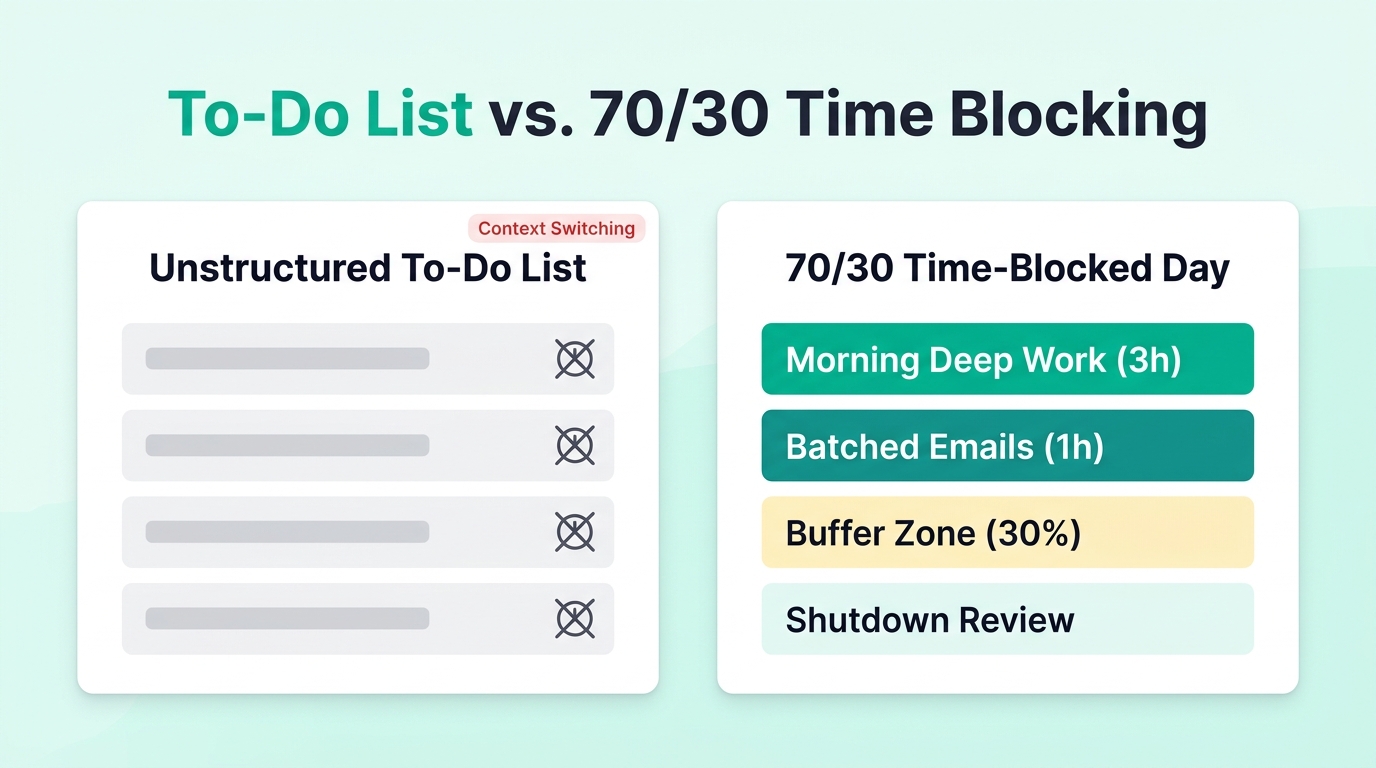 To-Do List vs. 70/30 Time Blocking
Context Switching
Unstructured To-Do List
70/30 Time-Blocked Day
Morning Deep Work (3h)
Batched Emails (1h)
Buffer Zone (30%)
Shutdown Review